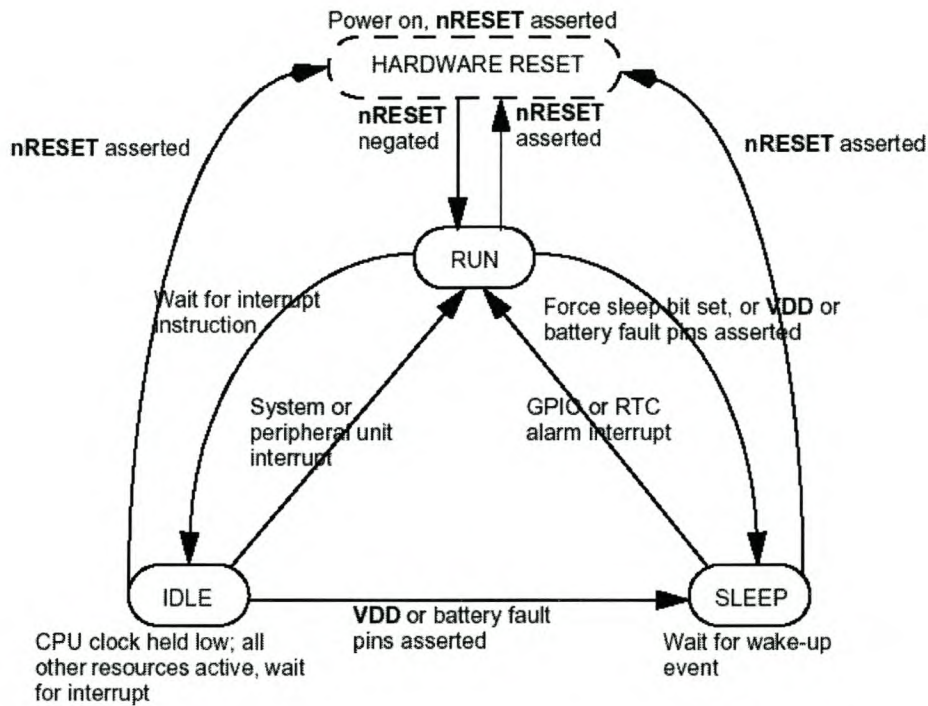 Power on, nRESET asserted
HARDWARE RESET
nRESET
negated
nRESET
asserted
nRESET asserted
nRESET asserted
RUN
Wait for interrupt
instruction
Force sleep bit set, or VDD or
battery fault pins asserted
System or
peripheral unit
interrupt
GPIO or RTC
alarm interrupt
IDLE
SLEEP
VDD or battery fault
pins asserted
CPU clock held low; all
other resources active, wait
for interrupt
Wait for wake-up
event